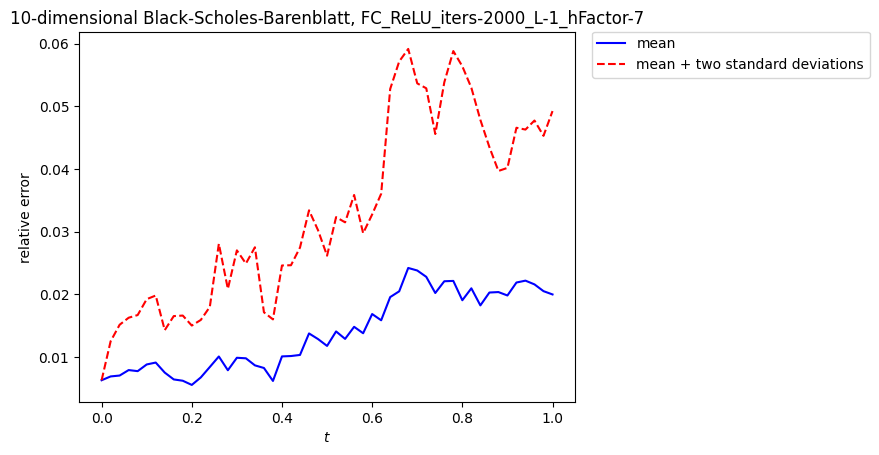 10-dimensional Black-Scholes-Barenblatt, FC_ReLU_iters-2000_L-1_hFactor-7
mean
mean + two standard deviations
relative error
0.06
0.05
0.04
0.03
0.02
0.01
0.0
0.2
0.4
0.6
0.8
1.0
t